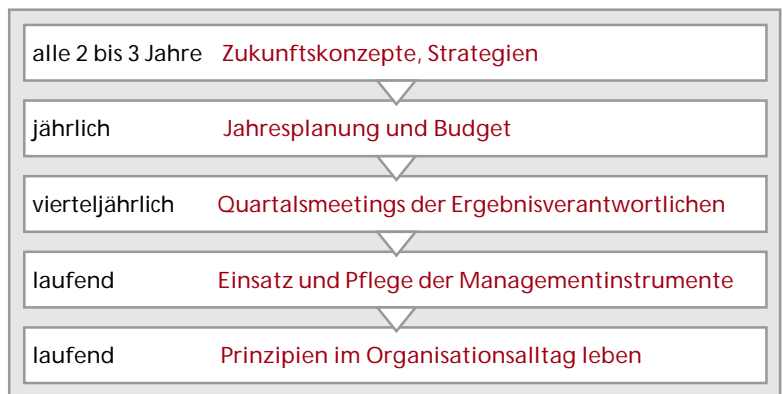 alle 2 bis 3 Jahre Zukunftskonzepte, Strategien
jährlich Jahresplanung und Budget
vierteljährlich Quartalsmeetings der Ergebnisverantwortlichen
laufend Einsatz und Pflege der Managementinstrumente
laufend Prinzipien im Organisationsalltag leben